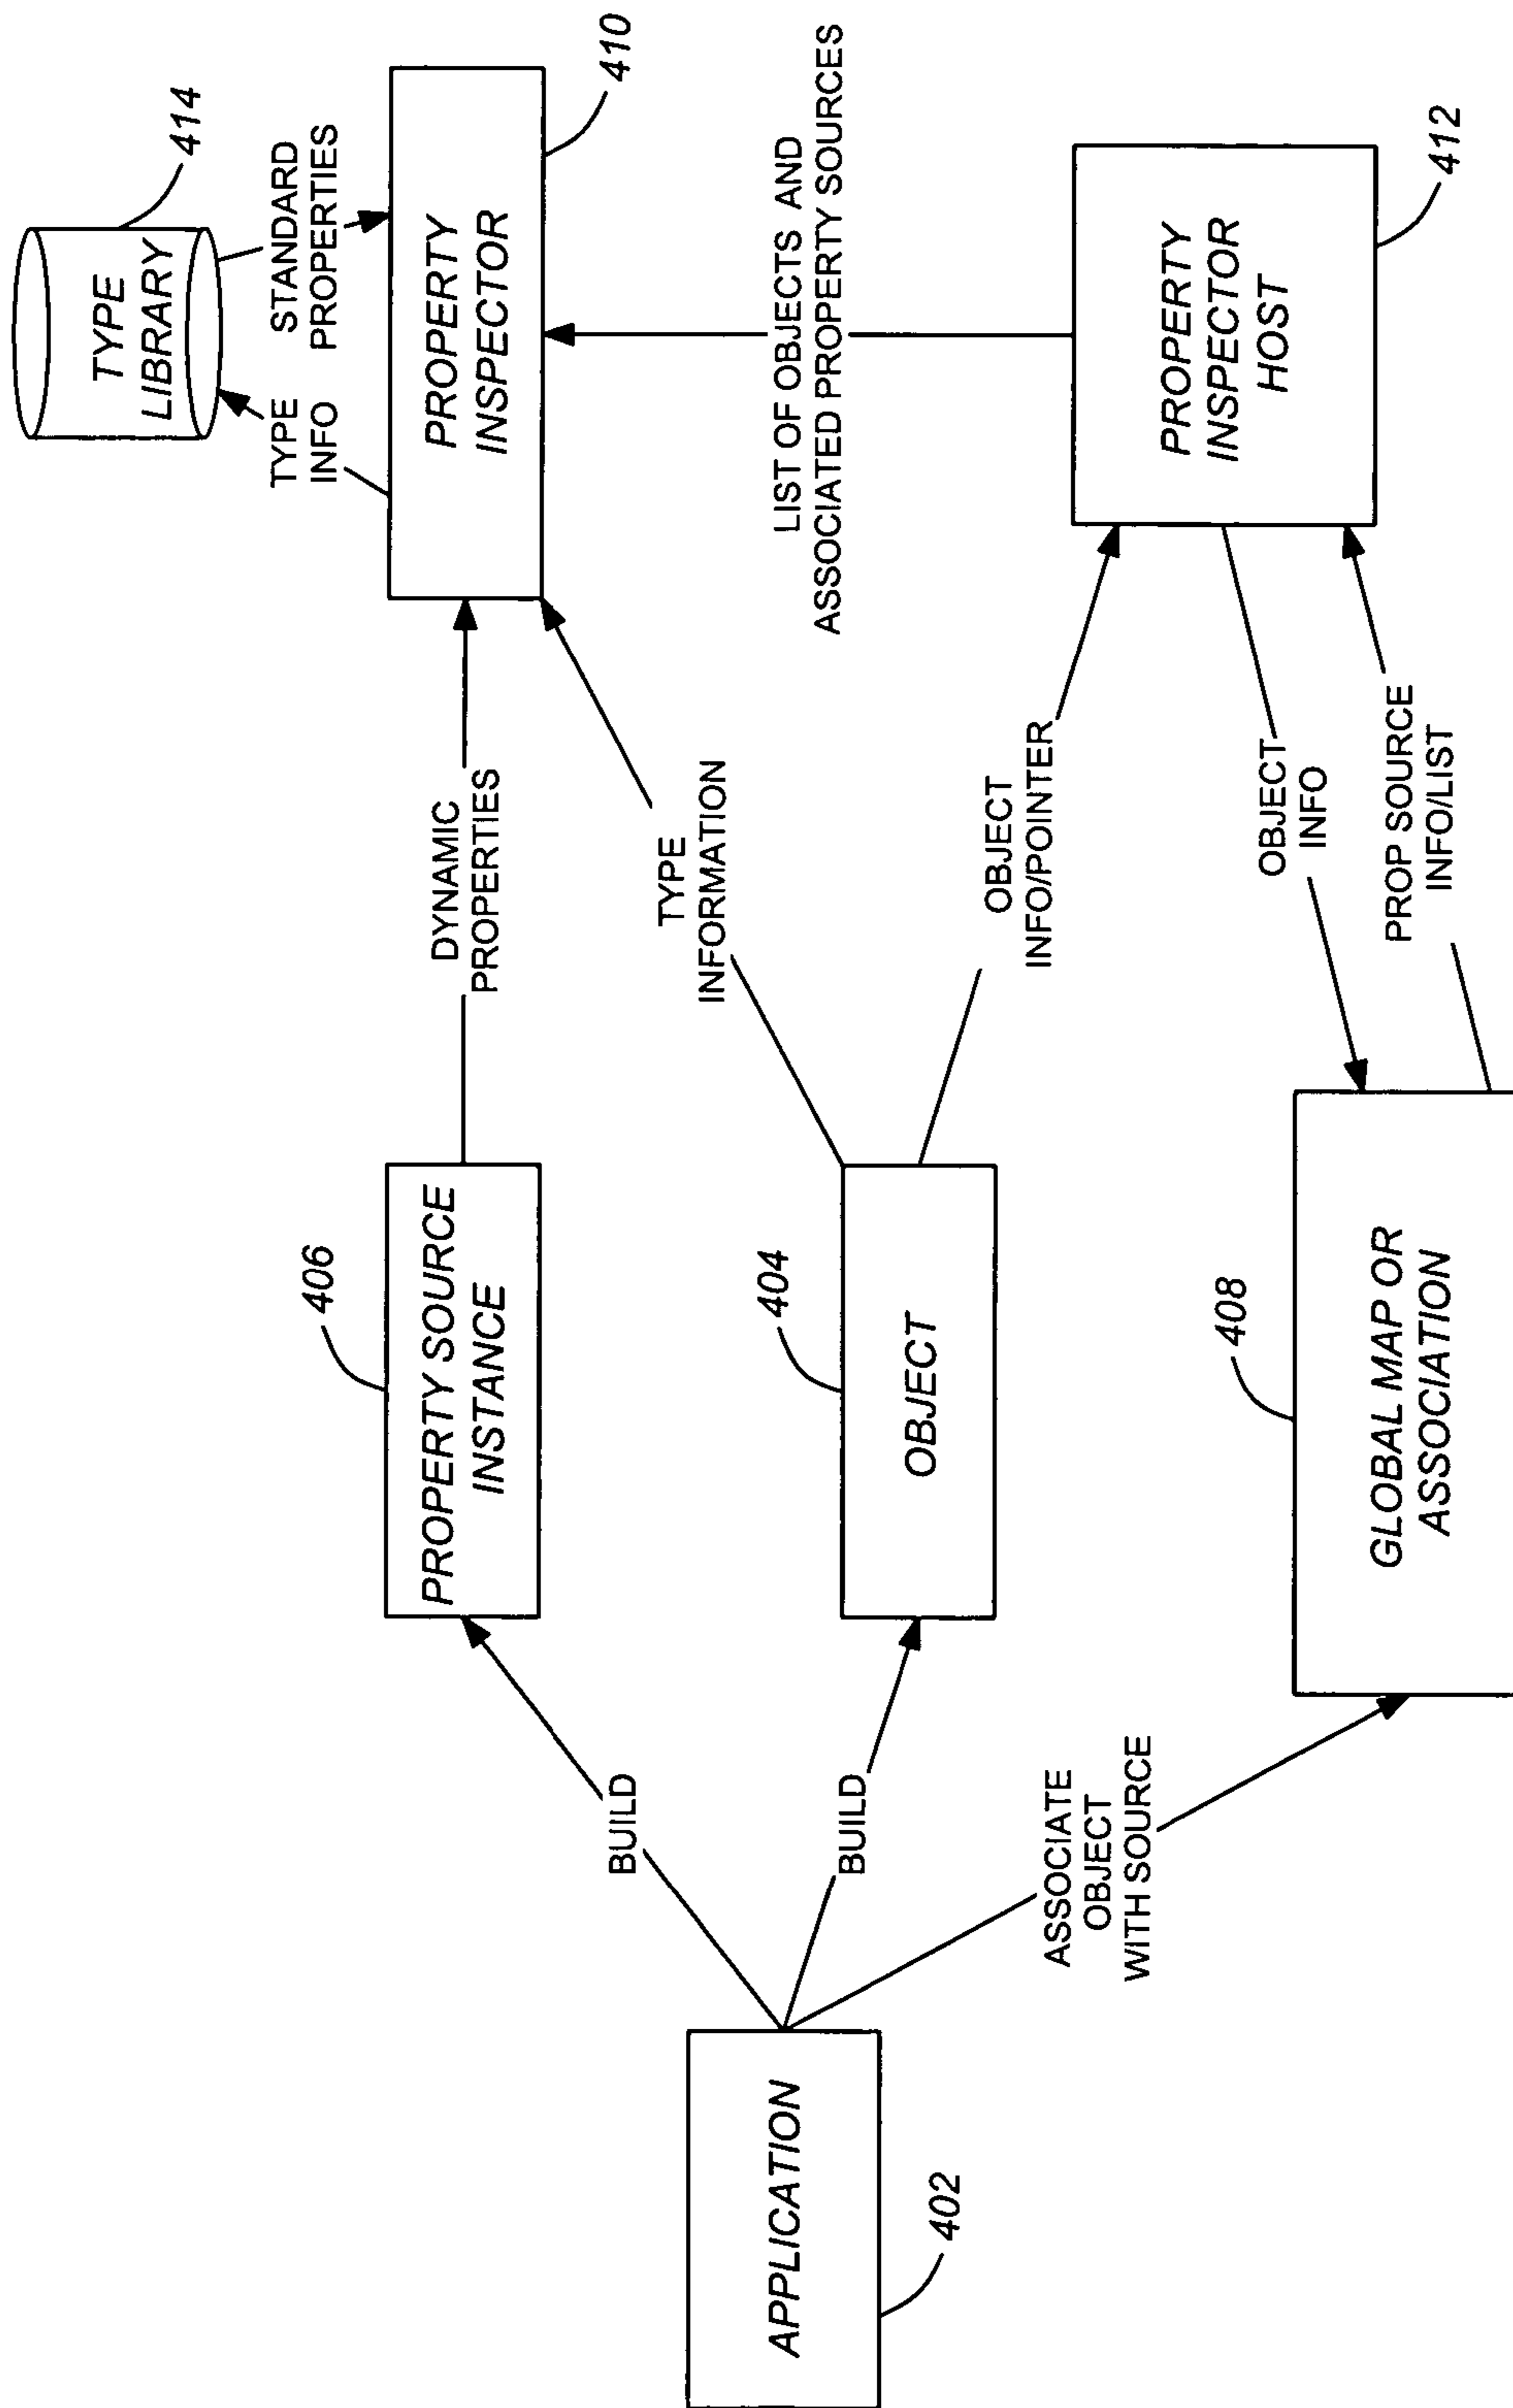 414
TYPE
LIBRARY
TYPE
INFO
STANDARD
PROPERTIES
406
PROPERTY SOURCE
INSTANCE
DYNAMIC
PROPERTIES
PROPERTY
INSPECTOR
410
BUILD
TYPE
INFORMATION
LIST OF OBJECTS AND
ASSOCIATED PROPERTY SOURCES
APPLICATION
402
BUILD
404
OBJECT
OBJECT
INFO/POINTER
PROPERTY
INSPECTOR
HOST
412
ASSOCIATE
OBJECT
WITH SOURCE
408
GLOBAL MAP OR
ASSOCIATION
OBJECT
INFO
PROP SOURCE
INFO/LIST